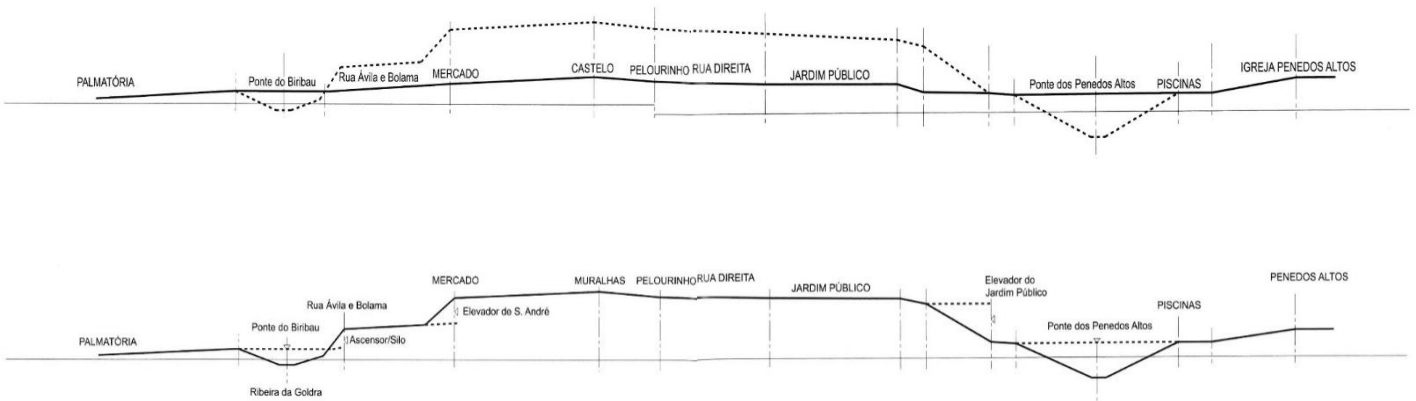 PALMATÓRIA
Ponte do Biribau
Rua Ávila e Bolama
MERCADO
CASTELO
PELOURINHO RUA DIREITA
JARDIM PÚBLICO
Ponte dos Penedos Altos
PISCINAS
IGREJA PENEDOS ALTOS
PALMATÓRIA
Ponte do Biribau
Ribeira da Goldra
Rua Ávila e Bolama
Ascensor/Silo
MERCADO
Elevador de S. André
MURALHAS
PELOURINHO RUA DIREITA
JARDIM PÚBLICO
Elevador do
Jardim Público
Ponte dos Penedos Altos
PISCINAS
PENEDOS ALTOS